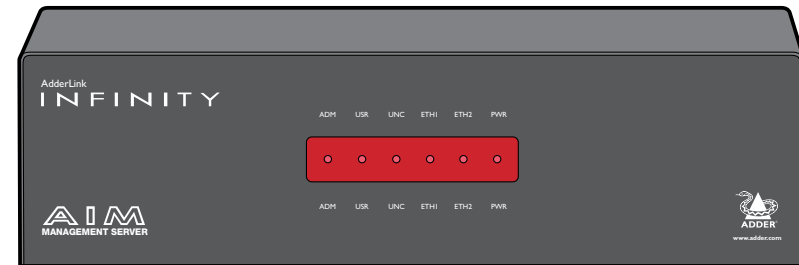 AdderLink
INFINITY
ADM USR UNC ETH1 ETH2 PWR
ADM USR UNC ETH1 ETH2 PWR
AIM
MANAGEMENT SERVER
ADDER®
www.adder.com